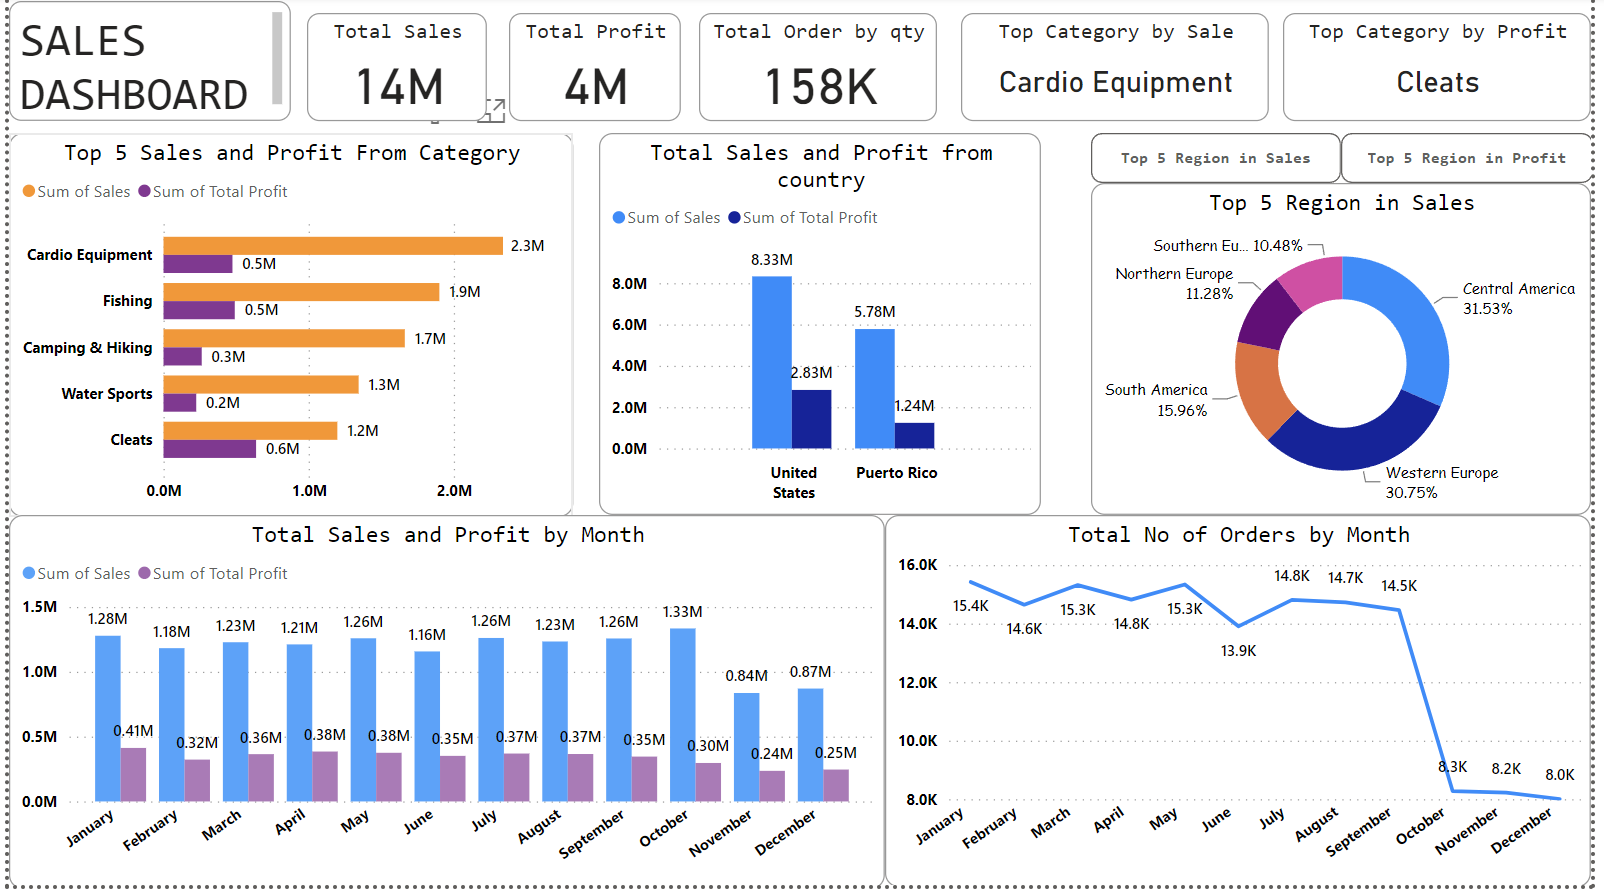 SALES
DASHBOARD
Total Sales
14M
Total Profit
4M
Total Order by qty
158K
Top Category by Sale
Cardio Equipment
Top Category by Profit
Cleats
Top 5 Sales and Profit From Category
Sum of Sales Sum of Total Profit
Cardio Equipment 2.3M
0.5M
Fishing 1.9M
0.5M
Camping & Hiking 1.7M
0.3M
Water Sports 1.3M
0.2M
Cleats 1.2M
0.6M
0.0M 1.0M 2.0M
Total Sales and Profit from
country
Sum of Sales Sum of Total Profit
8.0M
6.0M
4.0M
2.0M
0.0M
8.33M
2.83M
5.78M
1.24M
United
States
Puerto Rico
Top 5 Region in Sales
Top 5 Region in Profit
Top 5 Region in Sales
Southern Eu... 10.48%
Northern Europe
11.28%
Central America
31.53%
South America
15.96%
Western Europe
30.75%
Total Sales and Profit by Month
Sum of Sales Sum of Total Profit
1.5M
1.0M
0.5M
0.0M
1.28M 1.18M 1.23M 1.21M 1.26M 1.16M 1.26M 1.23M 1.26M 1.33M 0.84M 0.87M
0.41M 0.32M 0.36M 0.38M 0.38M 0.35M 0.37M 0.37M 0.35M 0.30M 0.24M 0.25M
January February March April May June July August September October November December
Total No of Orders by Month
16.0K
14.0K
12.0K
10.0K
8.0K
15.4K 14.6K 15.3K 14.8K 15.3K 13.9K 14.8K 14.7K 14.5K 8.3K 8.2K 8.0K
January February March April May June July August September October November December